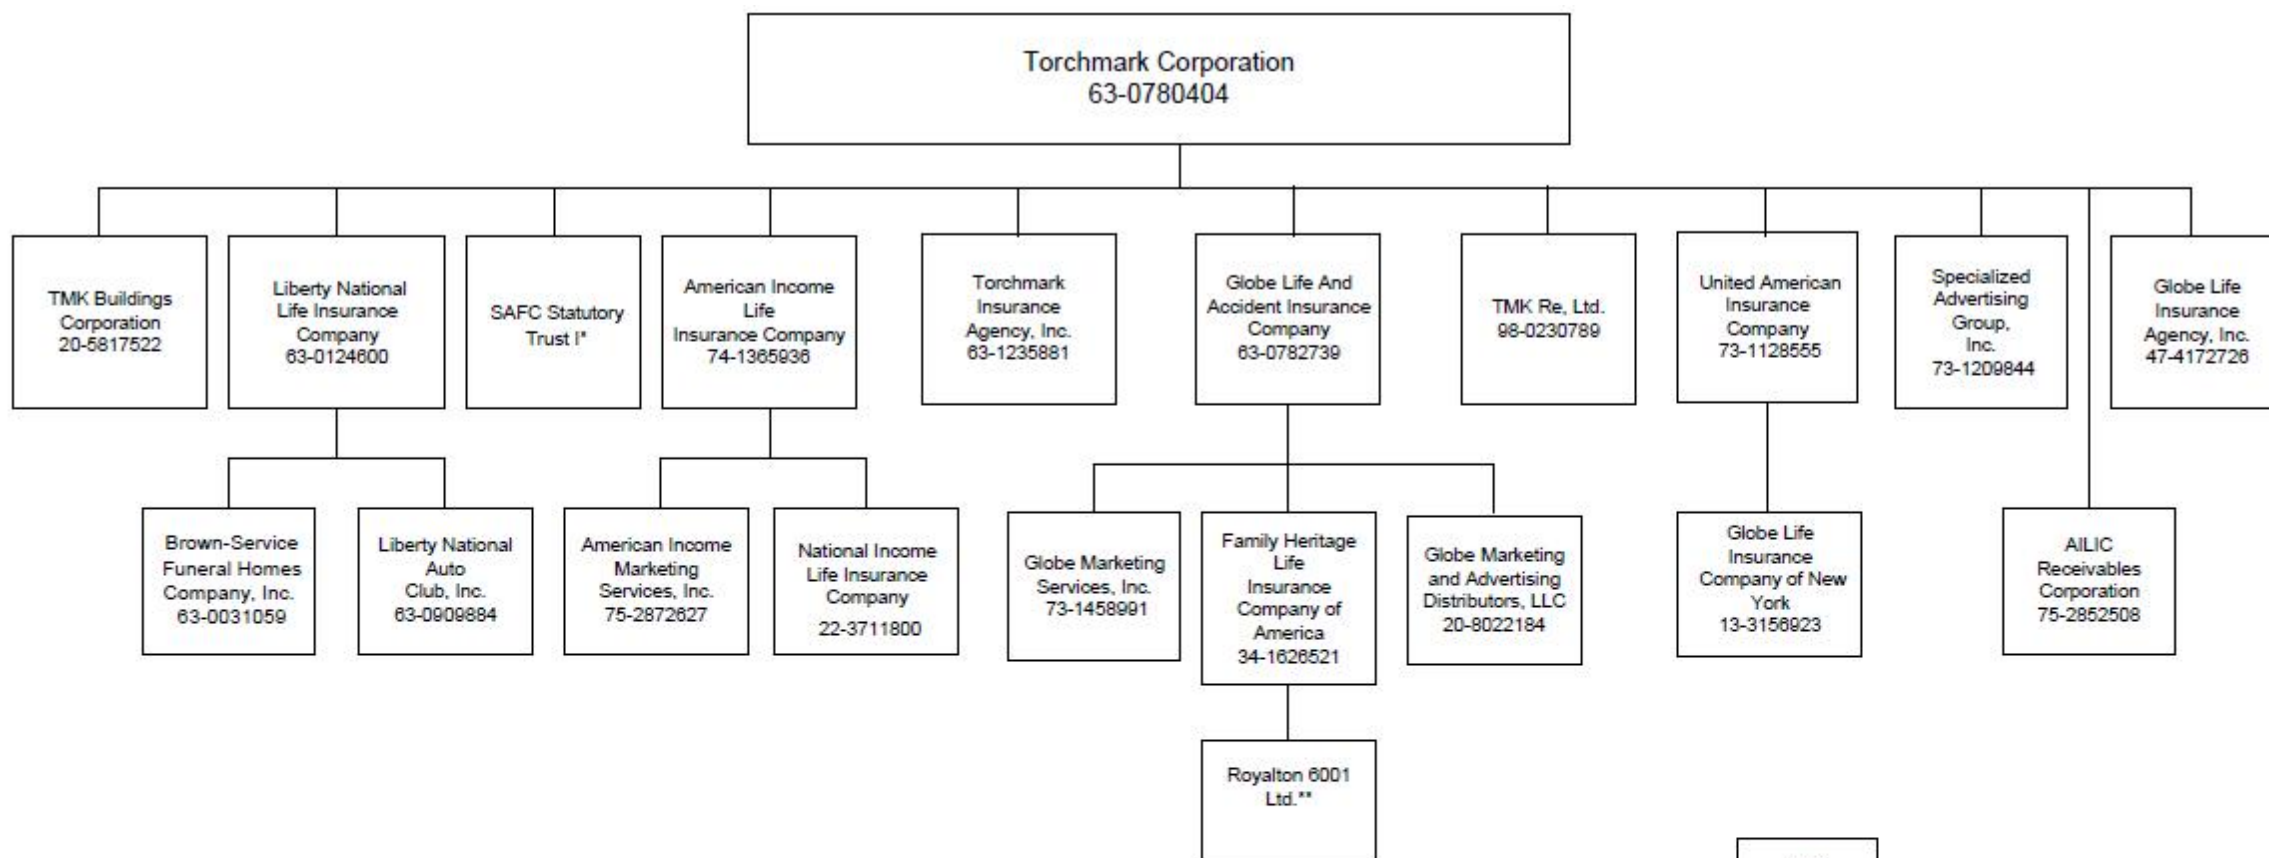 Torchmark Corporation
63-0780404
TMK Buildings
Corporation
20-5817522
Liberty National
Life Insurance
Company
63-0124600
SAFC Statutory
Trust I*
American Income
Life
Insurance Company
74-1365936
Torchmark
Insurance
Agency, Inc.
63-1235881
Globe Life And
Accident Insurance
Company
63-0782739
TMK Re, Ltd.
98-0230789
United American
Insurance
Company
73-1128555
Specialized
Advertising
Group,
Inc.
73-1209844
Globe Life
Insurance
Agency, Inc.
47-4172726
Brown-Service
Funeral Homes
Company, Inc.
63-0031059
Liberty National
Auto
Club, Inc.
63-0909884
American Income
Marketing
Services, Inc.
75-2872627
National Income
Life Insurance
Company
22-3711800
Globe Marketing
Services, Inc.
73-1458991
Family Heritage
Life
Insurance
Company of
America
34-1626521
Globe Marketing
and Advertising
Distributors, LLC
20-8022184
Globe Life
Insurance
Company of New
York
13-3156923
AILIC
Receivables
Corporation
75-2852508
Royalton 6001
Ltd.**